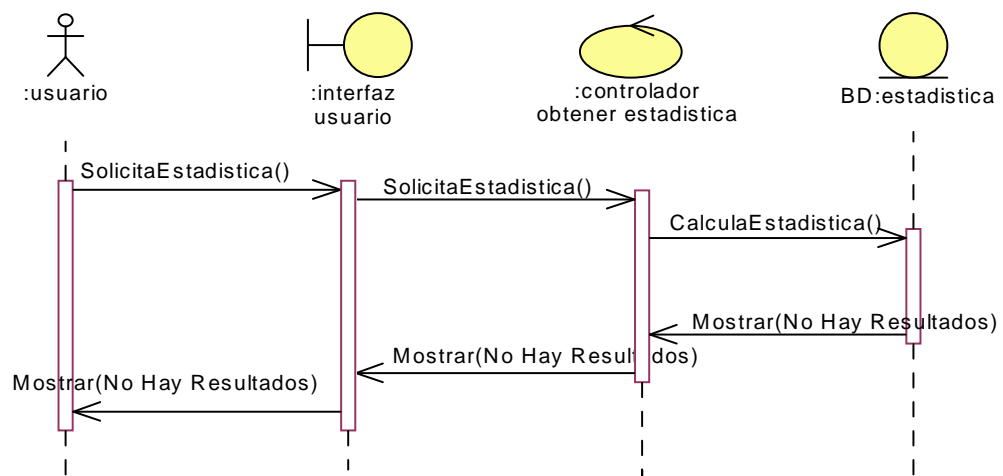 :usuario
:interfaz
usuario
:controlador
obtener estadistica
BD:estadistica
SolicitaEstadistica()
SolicitaEstadistica()
CalculaEstadistica()
Mostrar(No Hay Resultados)
Mostrar(No Hay Resultados)
Mostrar(No Hay Resultados)